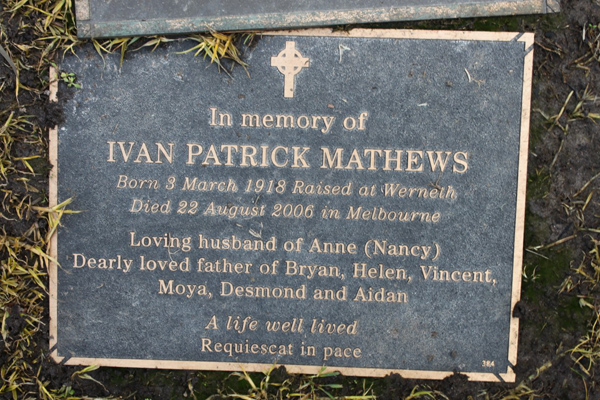 In memory of
IVAN PATRICK MATHEWS
Born 3 March 1918 Raised at Werneth
Died 22 August 2006 in Melbourne
Loving husband of Anne (Nancy)
Dearly loved father of Bryan, Helen, Vincent,
Moya, Desmond and Aidan
A life well lived
Requiescat in pace